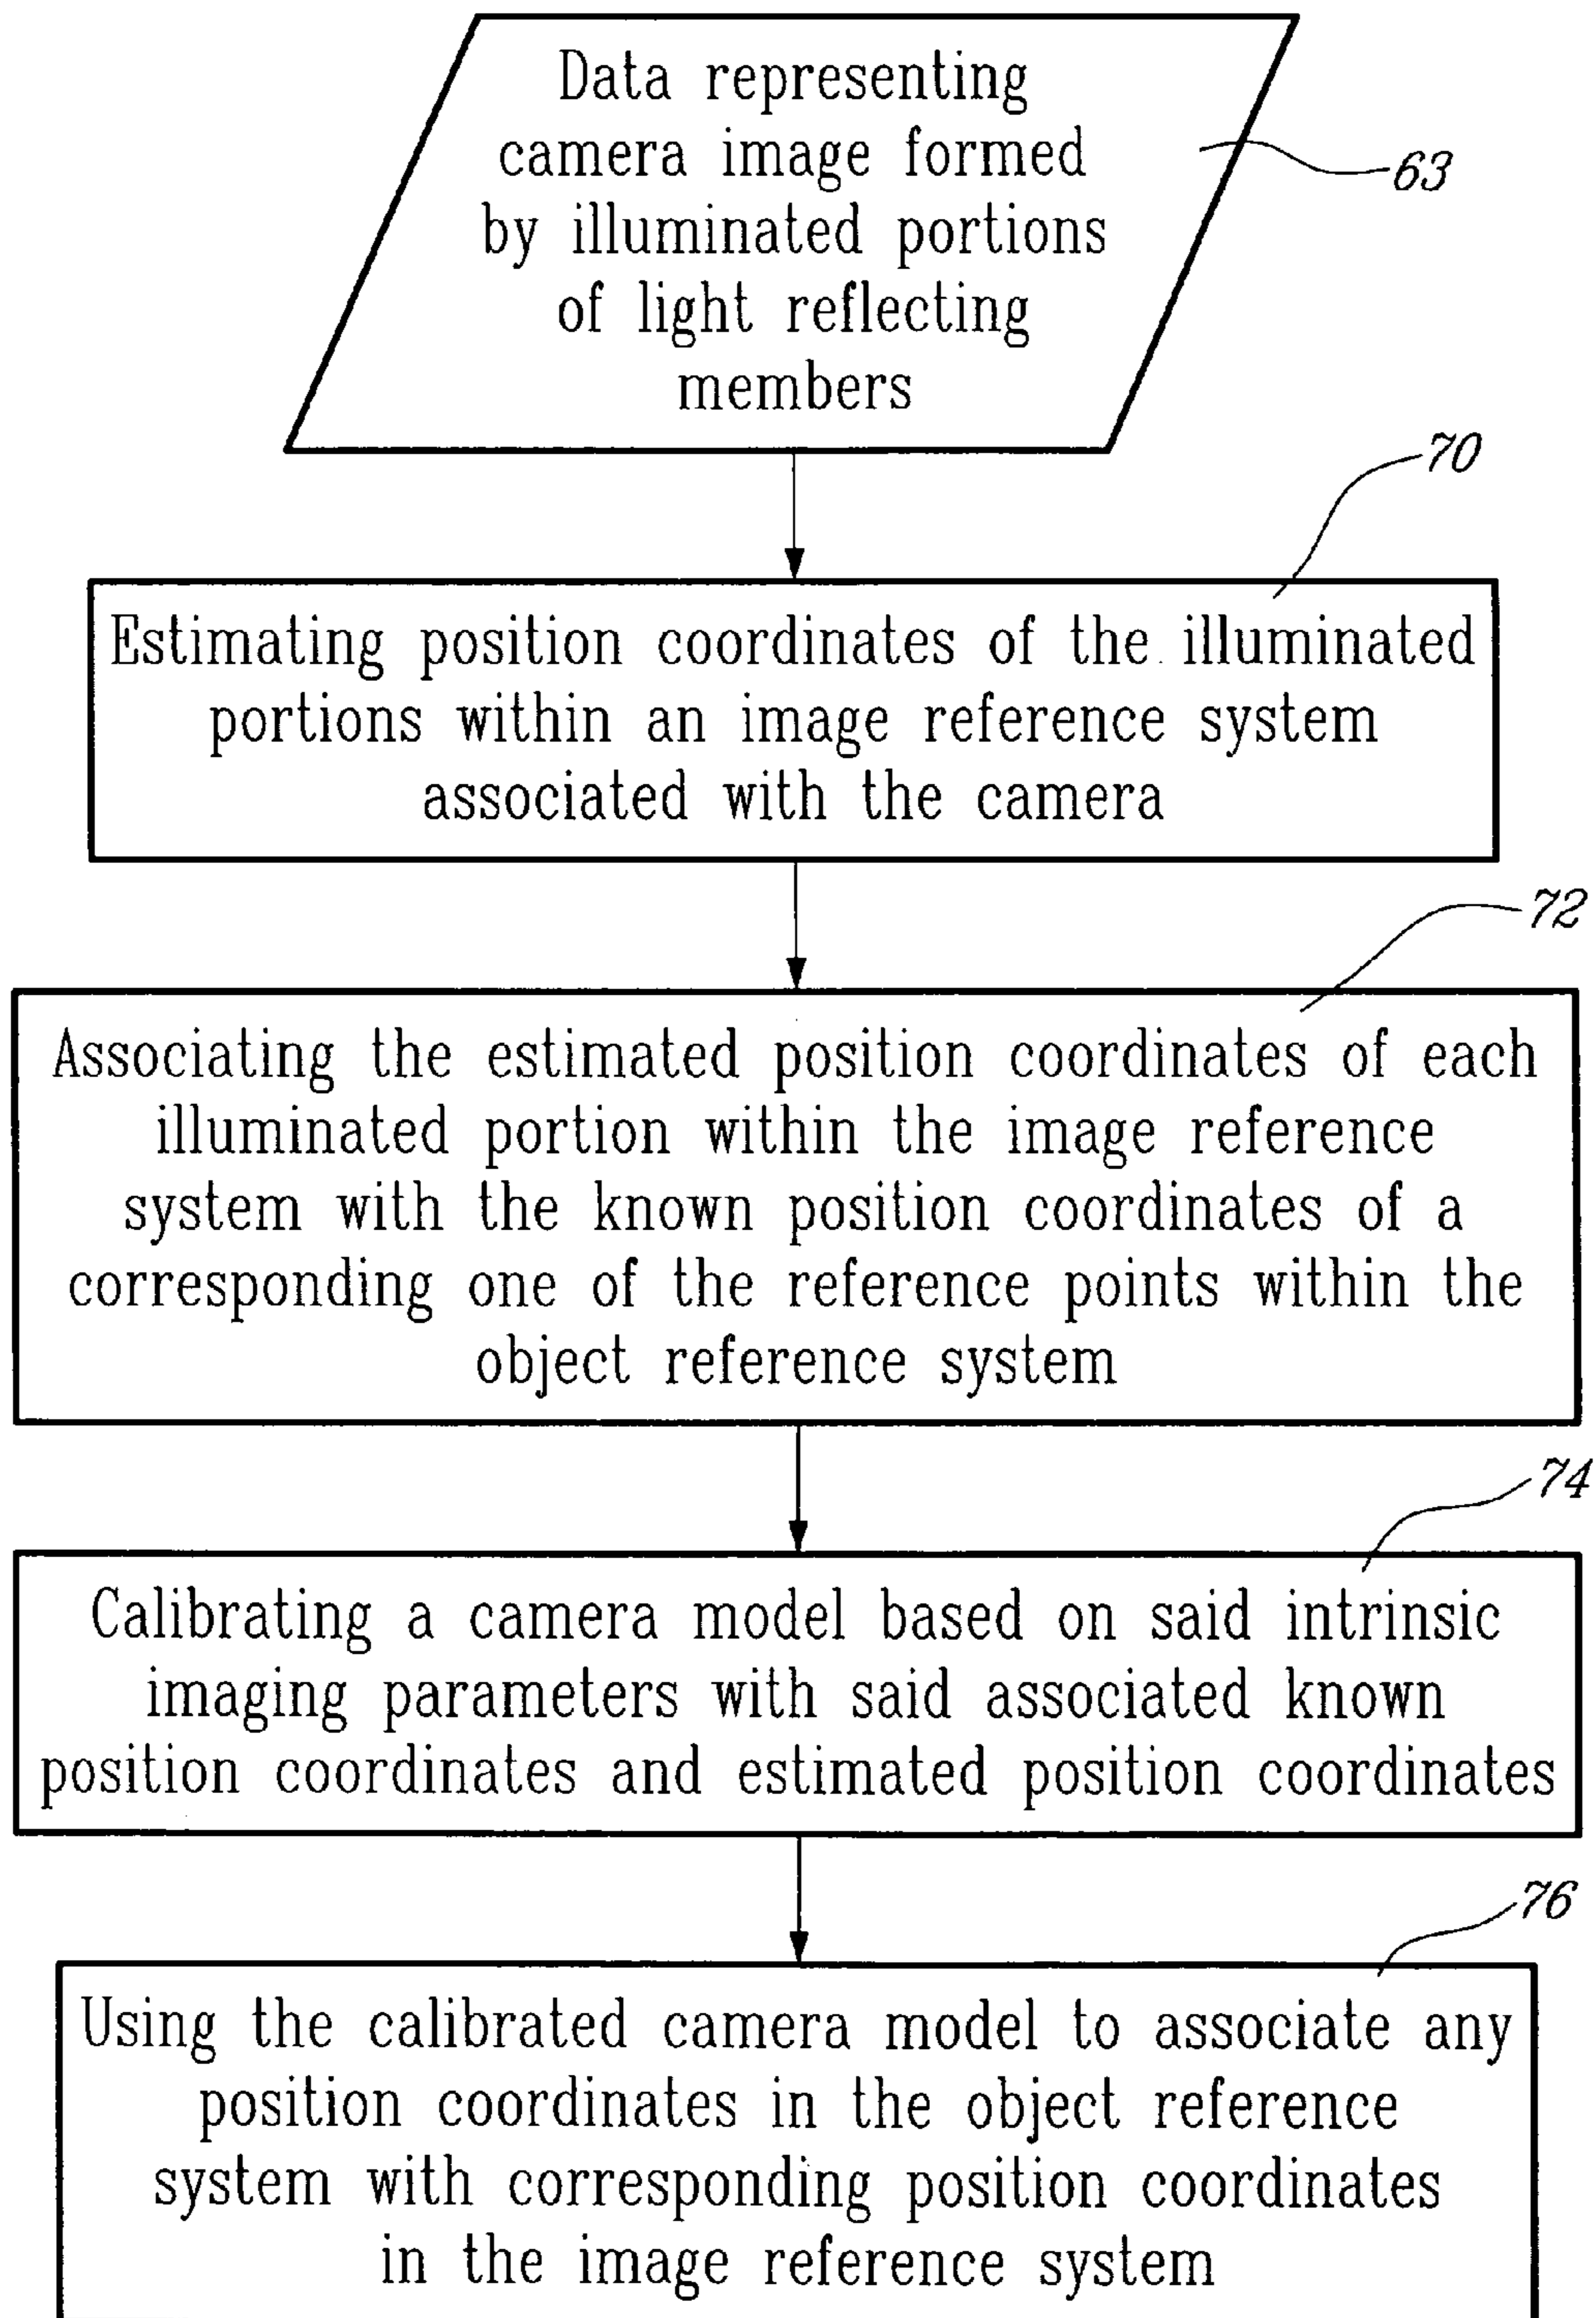 Data representing
camera image formed
by illuminated portions
of light reflecting
members
63
70
Estimating position coordinates of the illuminated
portions within an image reference system
associated with the camera
72
Associating the estimated position coordinates of each
illuminated portion within the image reference
system with the known position coordinates of a
corresponding one of the reference points within the
object reference system
74
Calibrating a camera model based on said intrinsic
imaging parameters with said associated known
position coordinates and estimated position coordinates
76
Using the calibrated camera model to associate any
position coordinates in the object reference
system with corresponding position coordinates
in the image reference system